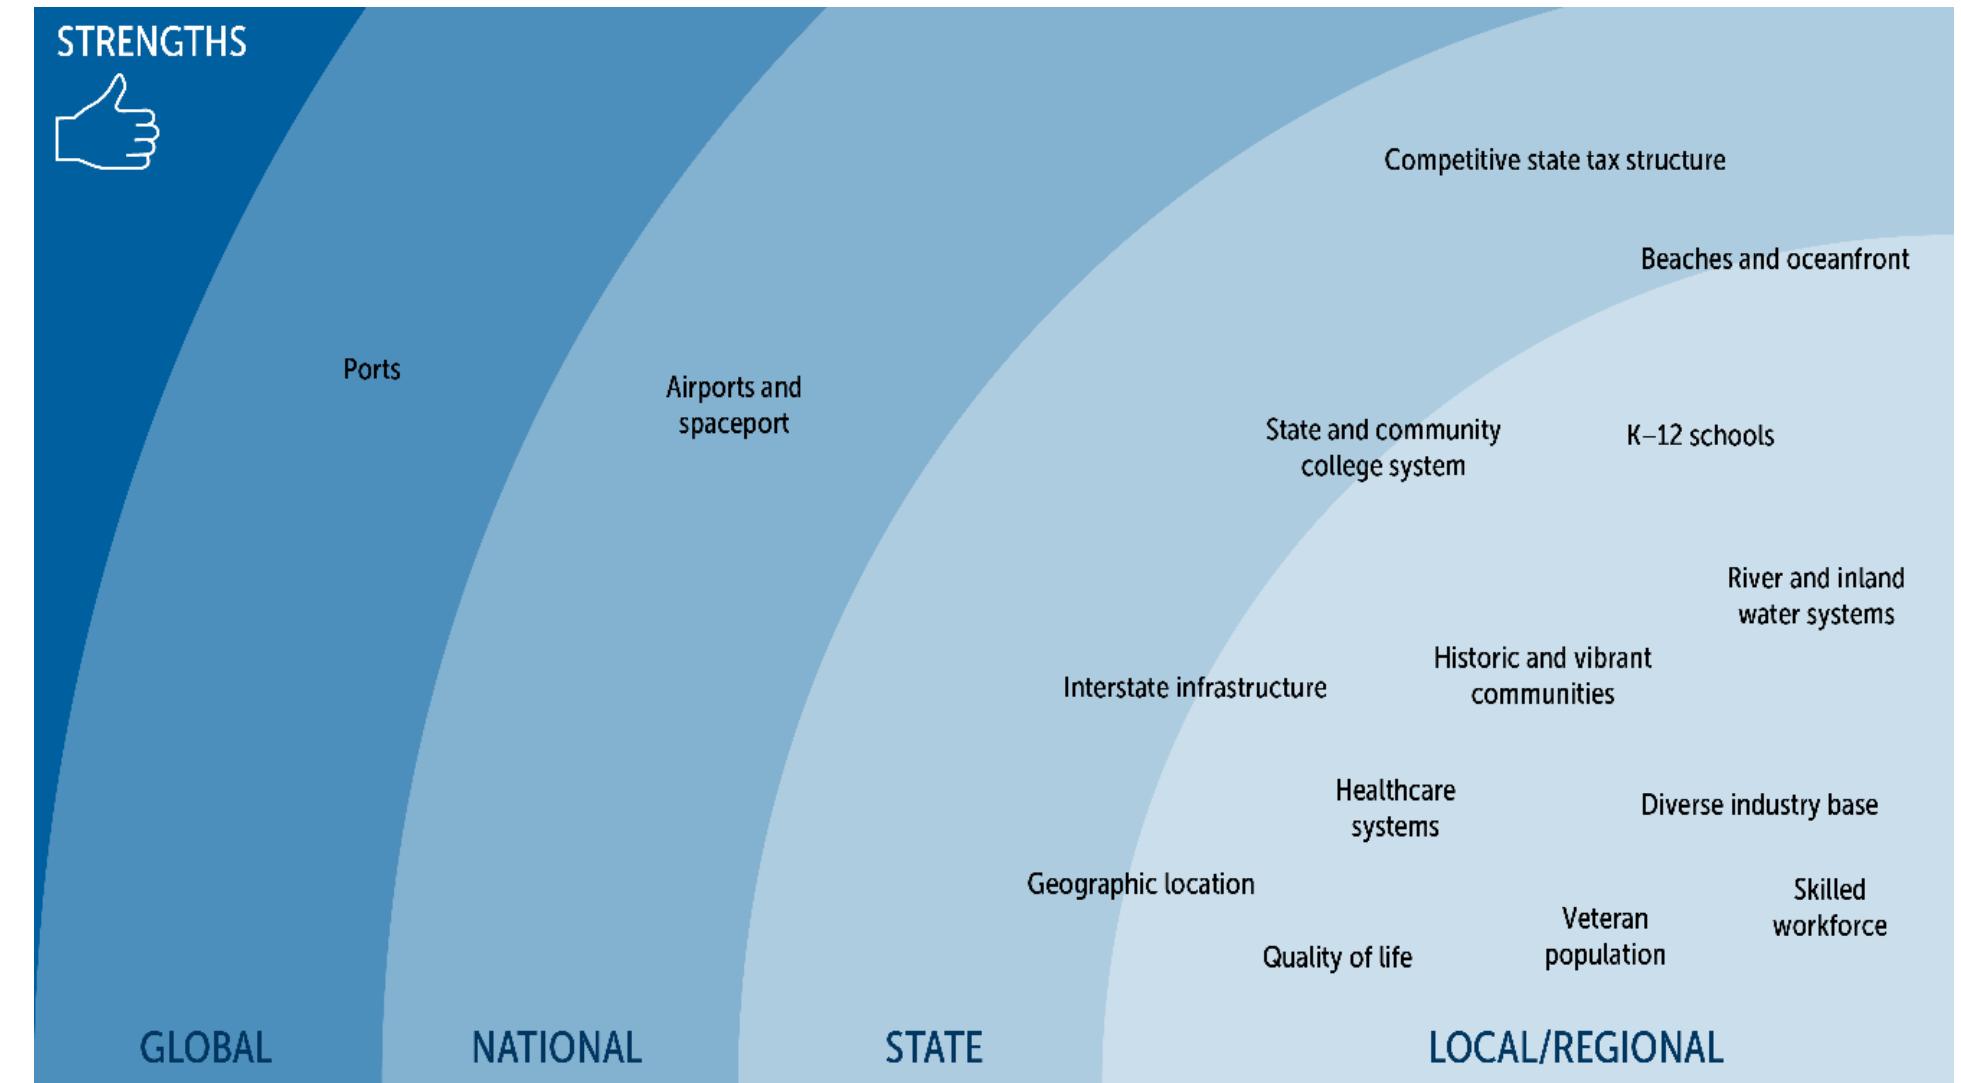 STRENGTHS
Competitive state tax structure
Beaches and oceanfront
Ports
Airports and
spaceport
State and community
college system
K–12 schools
River and inland
water systems
Historic and vibrant
communities
Interstate infrastructure
Healthcare
systems
Diverse industry base
Geographic location
Skilled
workforce
Veteran
population
Quality of life
GLOBAL
NATIONAL
STATE
LOCAL/REGIONAL